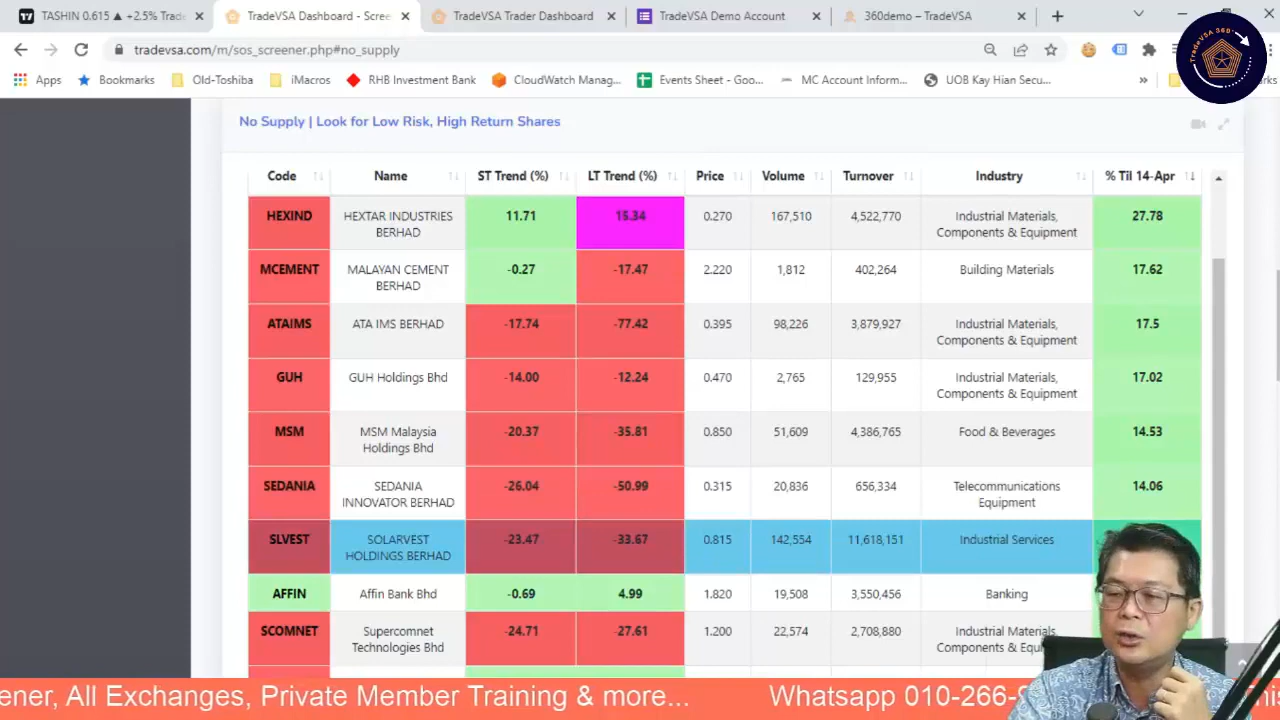 TASHIN 0.615 ▲ +2.5% Trade
TradeVSA Dashboard - Scree
TradeVSA Trader Dashboard
TradeVSA Demo Account
360demo – TradeVSA
tradevsa.com/m/sos_screener.php#no_supply
Apps
Bookmarks
Old-Toshiba
iMacros
RHB Investment Bank
CloudWatch Manag...
Events Sheet - Goo...
MC Account Inform...
UOB Kay Hian Secu...
TradeVSA 360°
No Supply | Look for Low Risk, High Return Shares
Code Name ST Trend (%) LT Trend (%) Price Volume Turnover Industry % Til 14-Apr
HEXIND HEXTAR INDUSTRIES 11.71 15.34 0.270 167,510 4,522,770 Industrial Materials, 27.78
BERHAD Components & Equipment
MCEMENT MALAYAN CEMENT -0.27 -17.47 2.220 1,812 402,264 Building Materials 17.62
BERHAD
ATAIMS ATA IMS BERHAD -17.74 -77.42 0.395 98,226 3,879,927 Industrial Materials, 17.5
Components & Equipment
GUH GUH Holdings Bhd -14.00 -12.24 0.470 2,765 129,955 Industrial Materials, 17.02
Components & Equipment
MSM MSM Malaysia -20.37 -35.81 0.850 51,609 4,386,765 Food & Beverages 14.53
Holdings Bhd
SEDANIA SEDANIA -26.04 -50.99 0.315 20,836 656,334 Telecommunications 14.06
INNOVATOR BERHAD Equipment
SLVEST SOLARVEST -23.47 -33.67 0.815 142,554 11,618,151 Industrial Services
HOLDINGS BERHAD
AFFIN Affin Bank Bhd -0.69 4.99 1.820 19,508 3,550,456 Banking
SCOMNET Supercomnet -24.71 -27.61 1.200 22,574 2,708,880 Industrial Materials,
Technologies Bhd Components &
ener, All Exchanges, Private Member Training & more... Whatsapp 010-266-